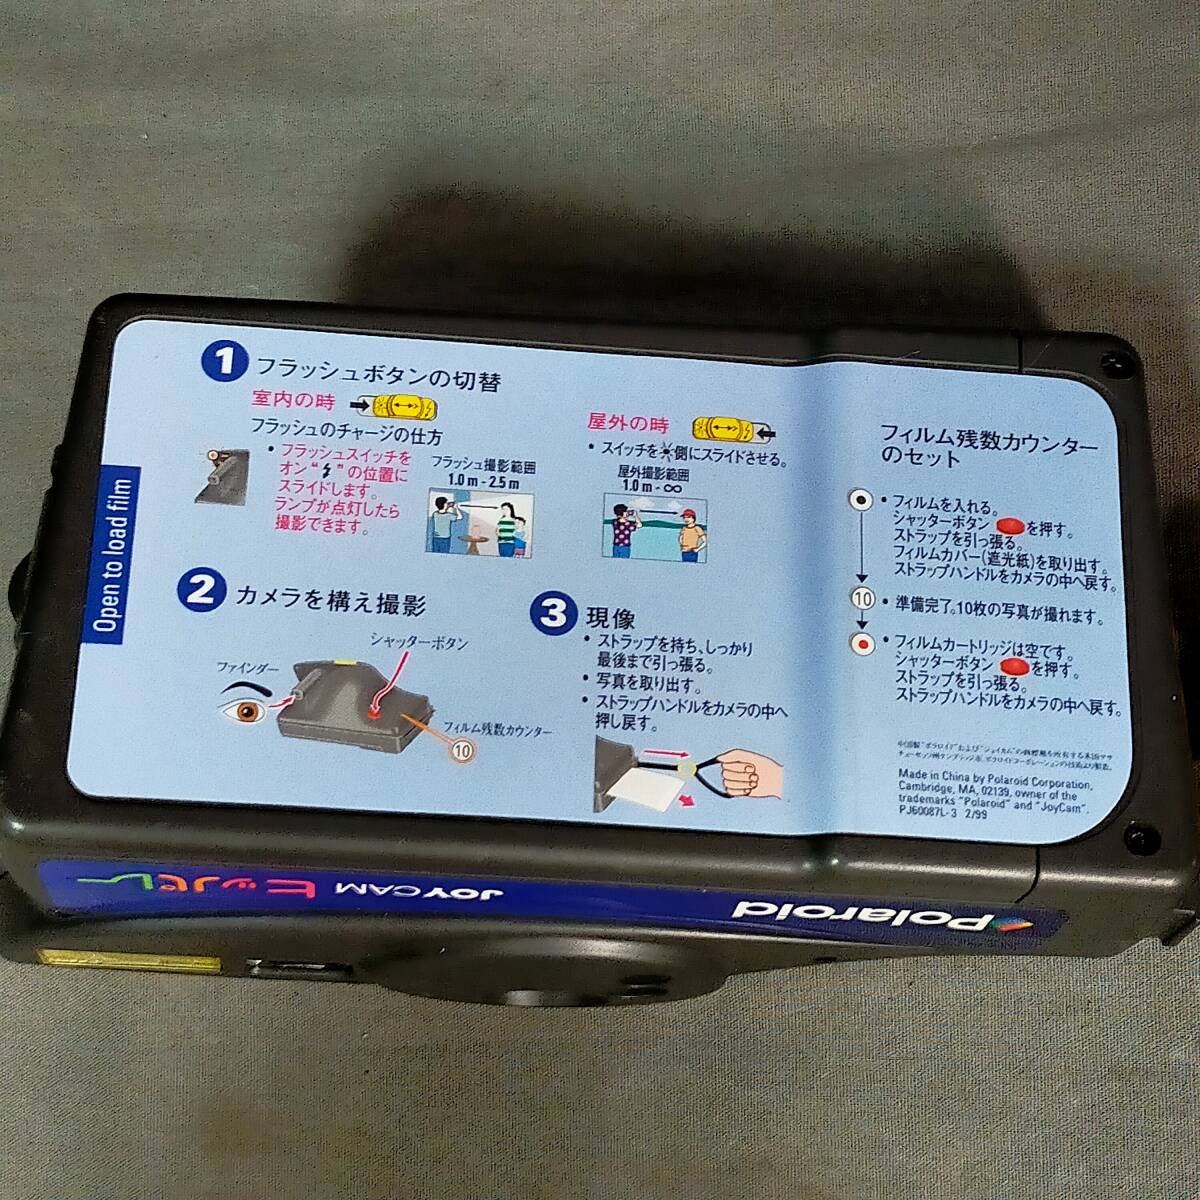 1 フラッシュボタンの切替
室内の時
フラッシュのチャージの仕方
・フラッシュスイッチを
オン“⚡”の位置に
スライドします。
ランプが点灯したら
撮影できます。
フラッシュ撮影範囲
1.0m - 2.5m
屋外の時
・スイッチを☀側にスライドさせる。
屋外撮影範囲
1.0m - ∞
2 カメラを構え撮影
シャッターボタン
ファインダー
フィルム残数カウンター
10
3 現像
・ストラップを持ち、しっかり
最後まで引っ張る。
・写真を取り出す。
・ストラップハンドルをカメラの中へ
押し戻す。
フィルム残数カウンター
のセット
・フィルムを入れる。
シャッターボタン を押す。
ストラップを引っ張る。
フィルムカバー(遮光紙)を取り出す。
ストラップハンドルをカメラの中へ戻す。
10 ・準備完了。10枚の写真が撮れます。
・フィルムカートリッジは空です。
シャッターボタン を押す。
ストラップを引っ張る。
ストラップハンドルをカメラの中へ戻す。
Made in China by Polaroid Corporation,
Cambridge, MA, 02139, owner of the
trademarks "Polaroid" and "JoyCam".
PJ60087L-3 2/99
Open to load film
Polaroid
JOYCAM ヒッパレー